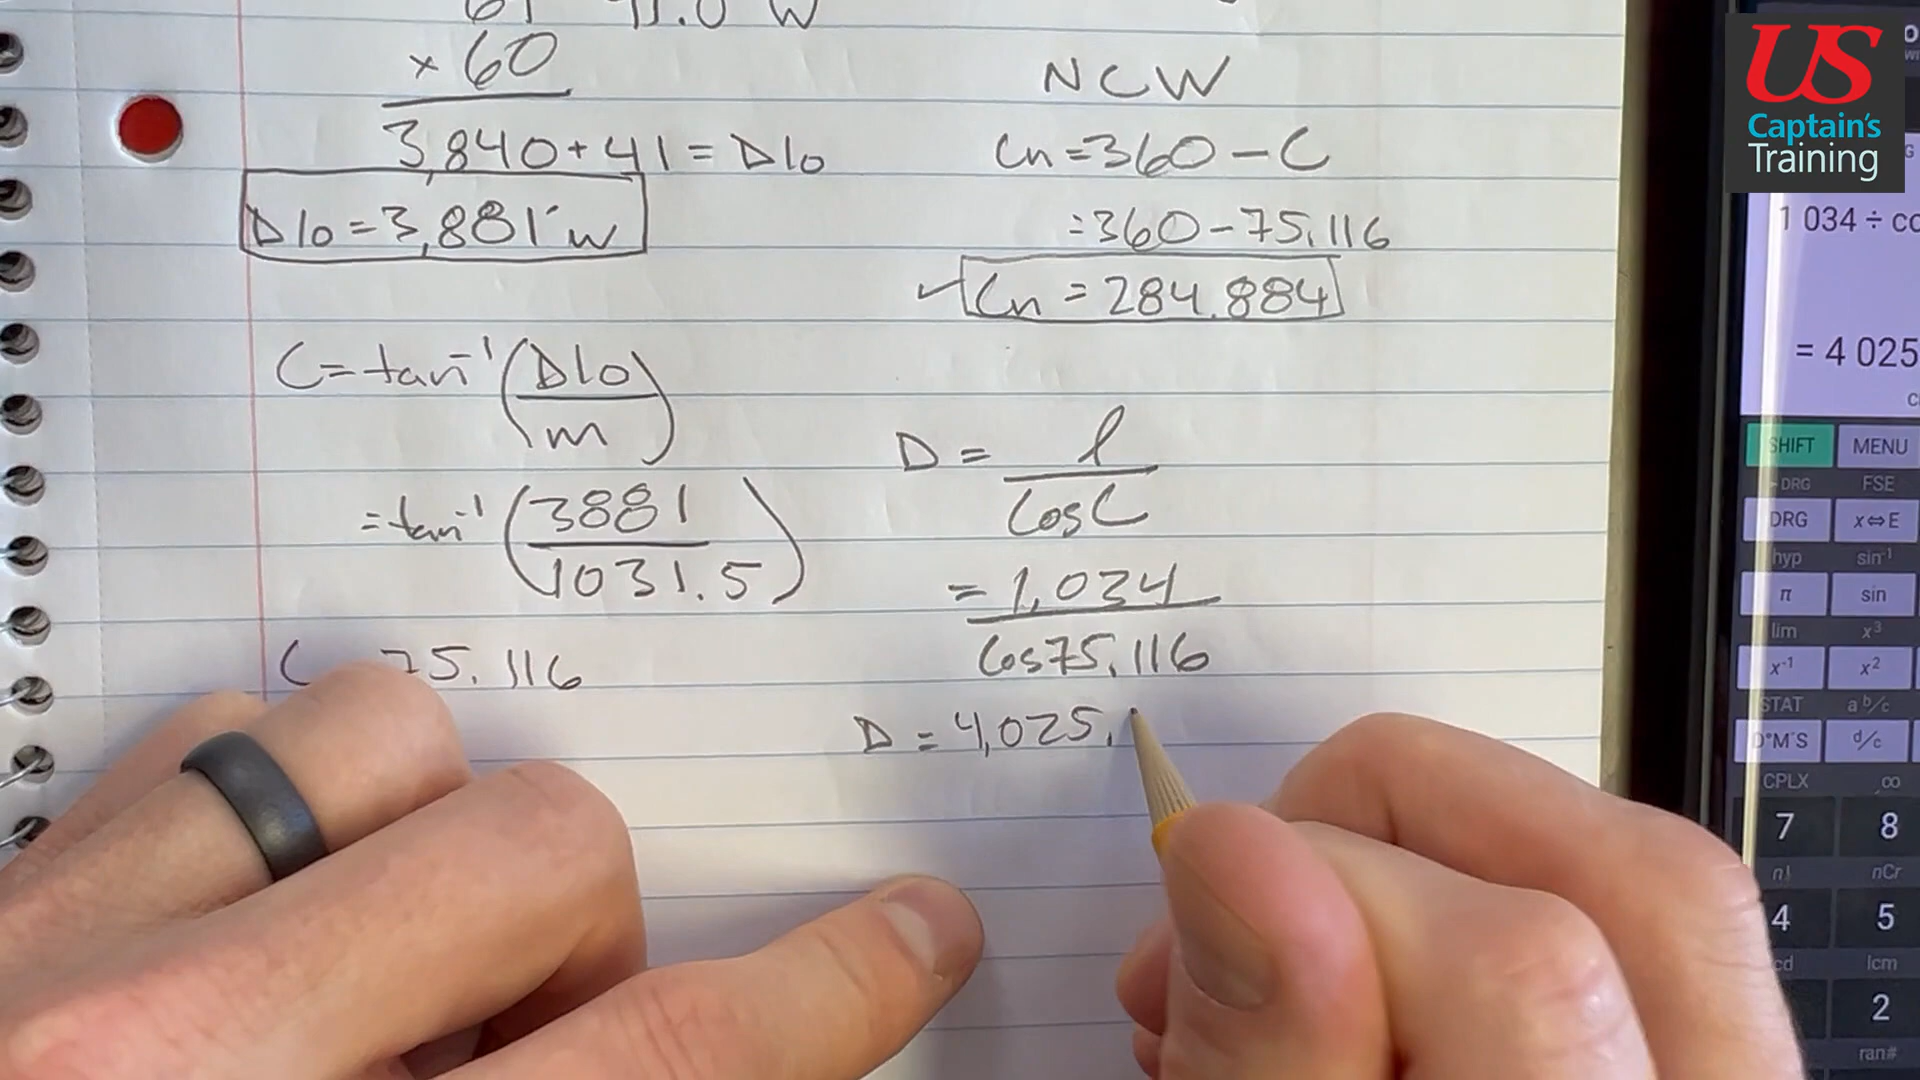 × 60
3,840 + 41 = Dlo
Dlo = 3,881' W
C = tan⁻¹ (Dlo
m)
= tan⁻¹ (3881
1031.5)
75.116
NCW
Cn = 360 - C
= 360 - 75.116
✓ Cn = 284.884
D = l
Cos C
= 1,034
Cos 75.116
D = 4,025.
US
Captain's
Training
1 034 ÷ co
= 4 025
SHIFT MENU
DRG FSE
DRG x⇔E
hyp sin⁻¹
π sin
lim x³
x⁻¹ x²
STAT a b/c
D°M'S d/c
CPLX ,∞
7 8
n! nCr
4 5
cd lcm
2
ran#